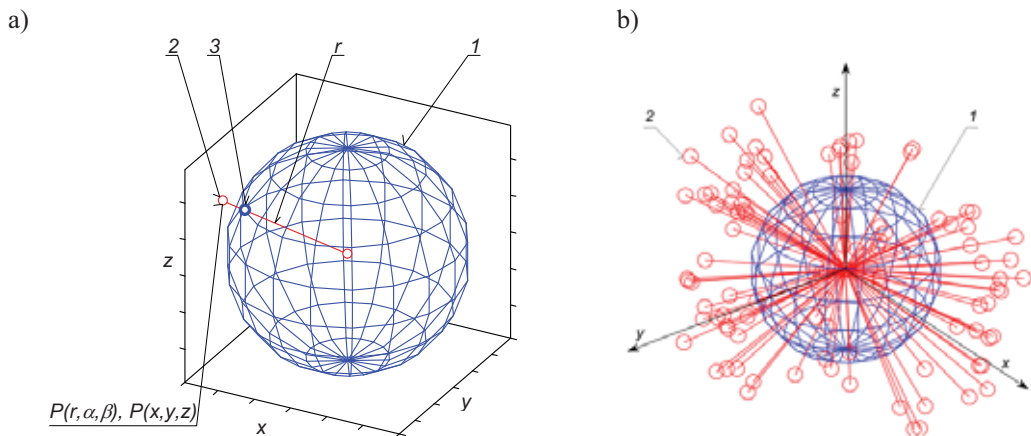 a)
2 3 r 1
z
y
x
P(r,α,β), P(x,y,z)
b)
z
2 1
y
x